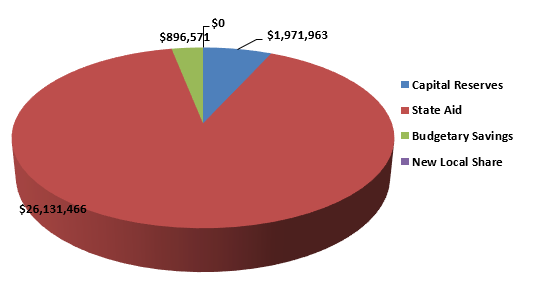 $0
$1,971,963
$896,571
Capital Reserves
State Aid
Budgetary Savings
New Local Share
$26,131,466